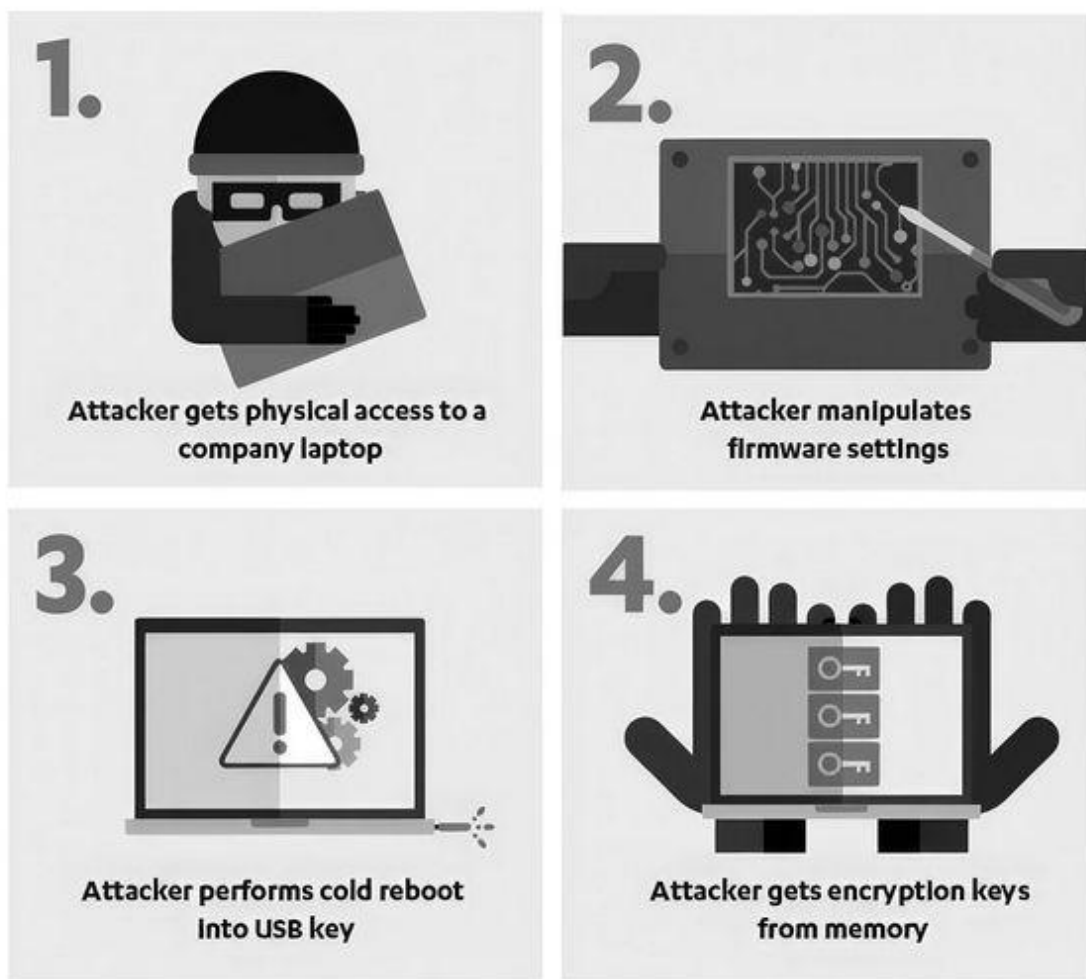 1.
Attacker gets physical access to a
company laptop
2.
Attacker manipulates
firmware settings
3.
Attacker performs cold reboot
into USB key
4.
Attacker gets encryption keys
from memory